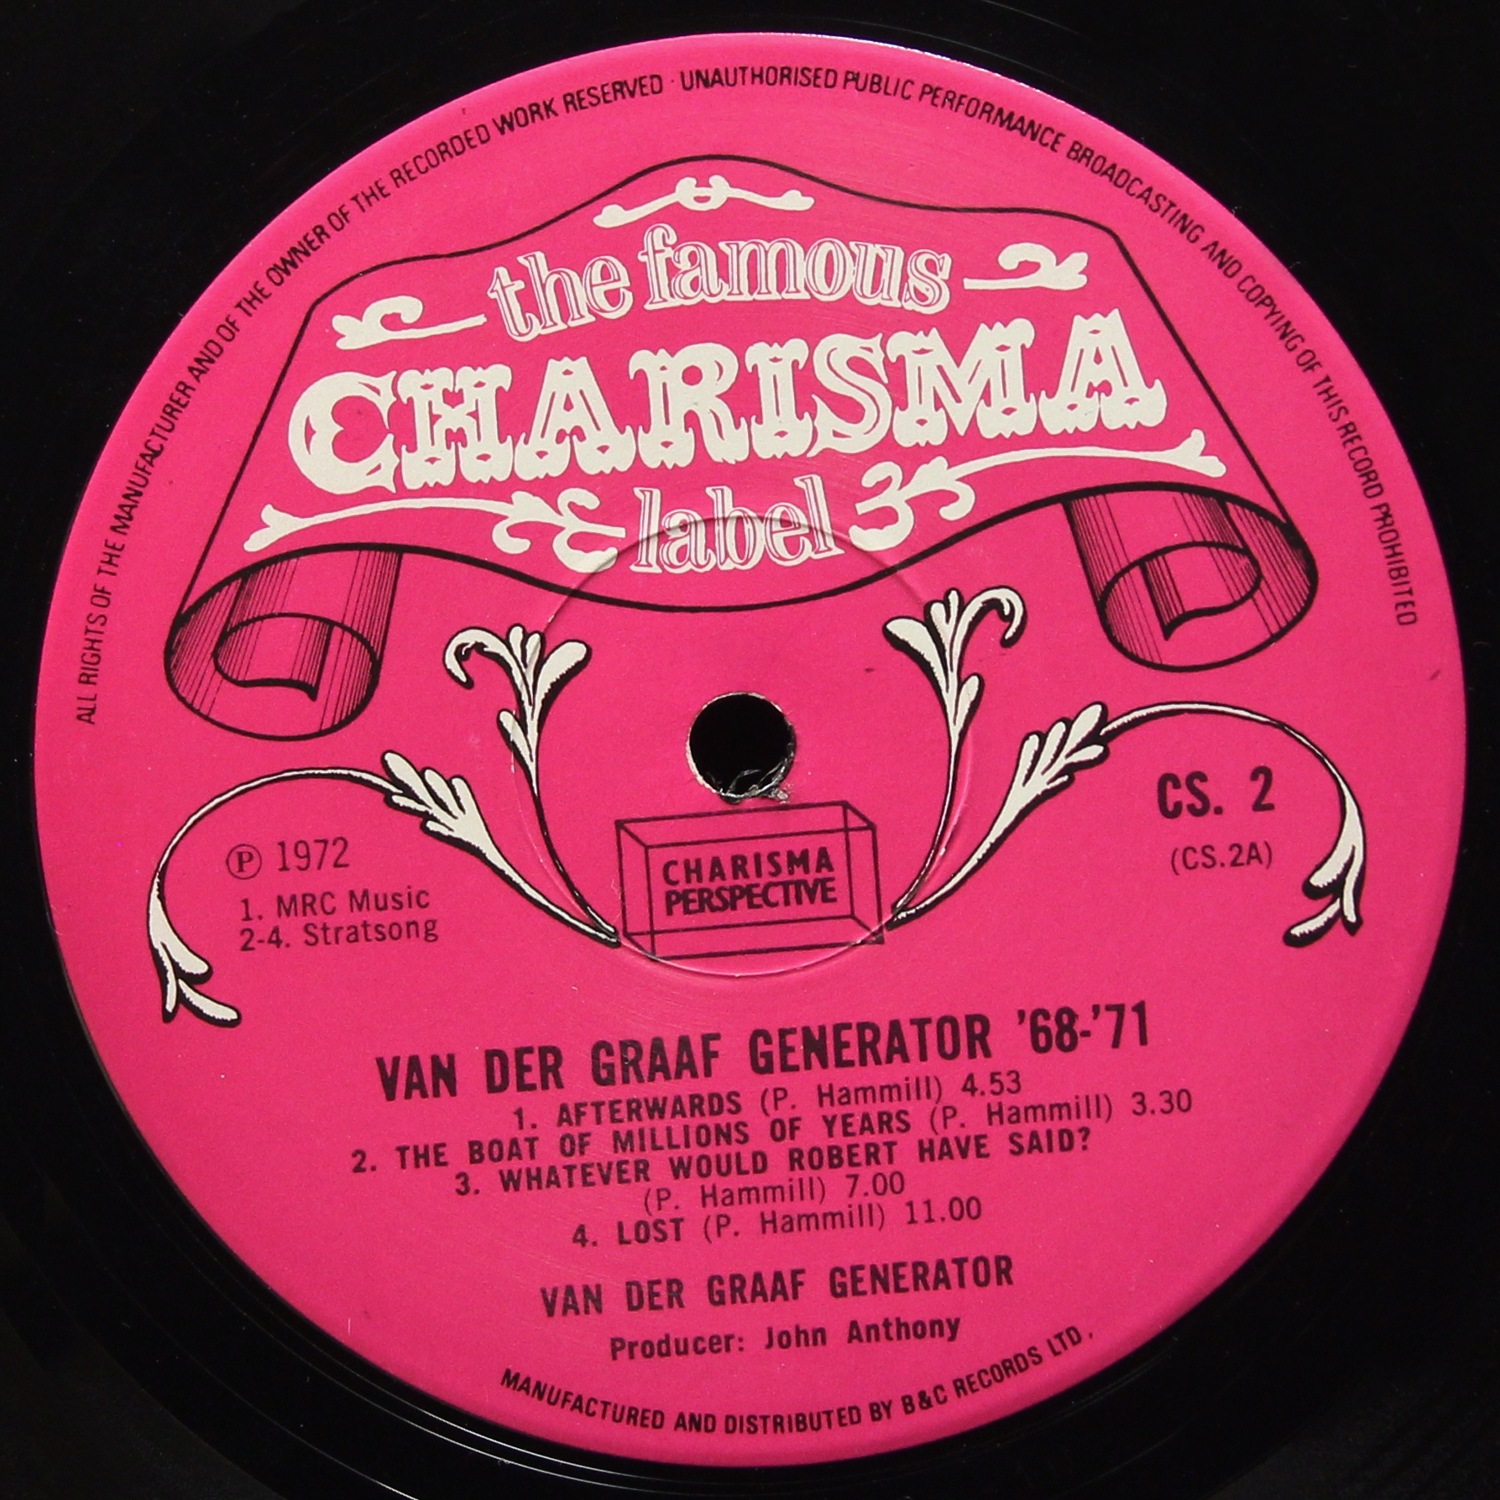 ALL RIGHTS OF THE MANUFACTURER AND OF THE OWNER OF THE RECORDED WORK RESERVED · UNAUTHORISED PUBLIC PERFORMANCE BROADCASTING AND COPYING OF THIS RECORD PROHIBITED
the famous
CHARISMA
label
CS. 2
(CS.2A)
℗ 1972
1. MRC Music
2-4. Stratsong
CHARISMA
PERSPECTIVE
VAN DER GRAAF GENERATOR '68-'71
1. AFTERWARDS (P. Hammill) 4.53
2. THE BOAT OF MILLIONS OF YEARS (P. Hammill) 3.30
3. WHATEVER WOULD ROBERT HAVE SAID?
(P. Hammill) 7.00
4. LOST (P. Hammill) 11.00
VAN DER GRAAF GENERATOR
Producer: John Anthony
MANUFACTURED AND DISTRIBUTED BY B&C RECORDS LTD.